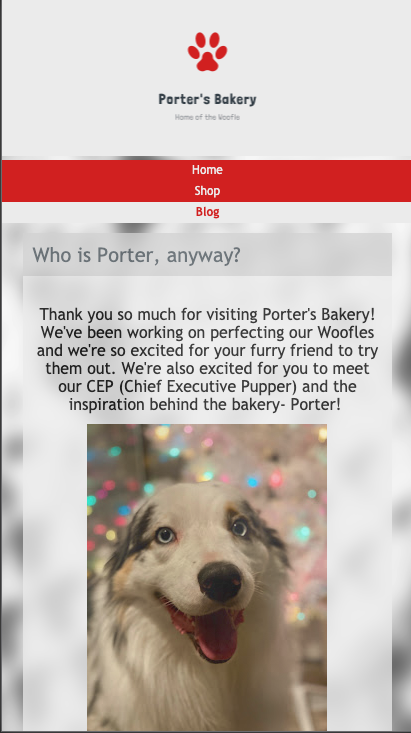 Porter's Bakery
Home of the Woofle
Home
Shop
Blog
Who is Porter, anyway?
Thank you so much for visiting Porter's Bakery!
We've been working on perfecting our Woofles
and we're so excited for your furry friend to try
them out. We're also excited for you to meet
our CEP (Chief Executive Pupper) and the
inspiration behind the bakery- Porter!